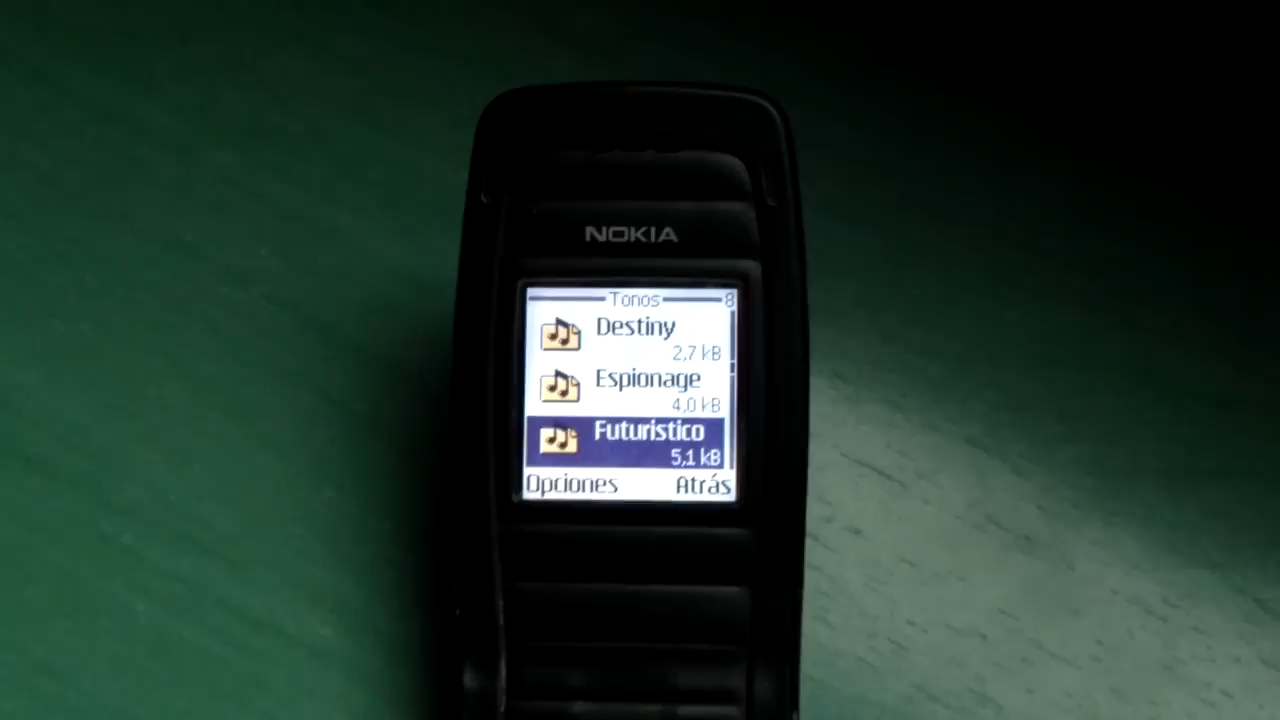 NOKIA
Tonos 8
Destiny
2,7 kB
Espionage
4,0 kB
Futuristico
5,1 kB
Opciones Atrás